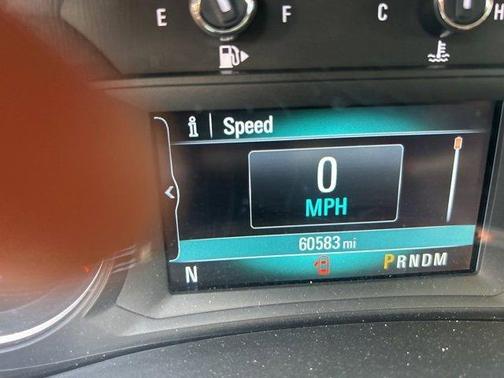 E F C H
i | Speed
0
MPH
60583 mi
N PRNDM